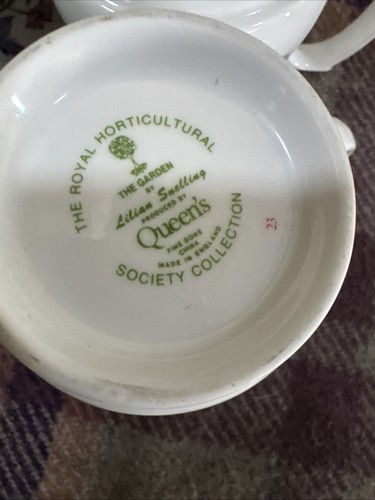 THE ROYAL HORTICULTURAL
THE GARDEN
BY
Lilian Snelling
PRODUCED BY
Queen's
FINE BONE
CHINA
MADE IN ENGLAND
SOCIETY COLLECTION
23